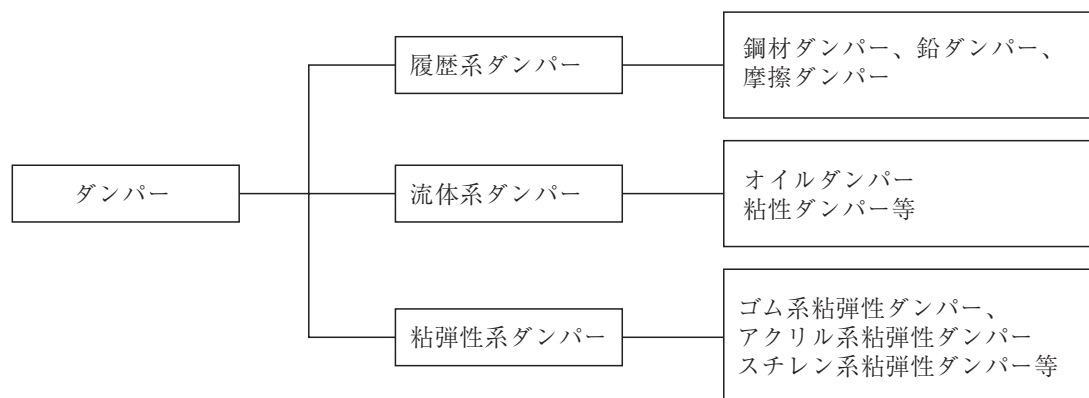 ダンパー
履歴系ダンパー
鋼材ダンパー、鉛ダンパー、
摩擦ダンパー
流体系ダンパー
オイルダンパー
粘性ダンパー等
粘弾性系ダンパー
ゴム系粘弾性ダンパー、
アクリル系粘弾性ダンパー
スチレン系粘弾性ダンパー等